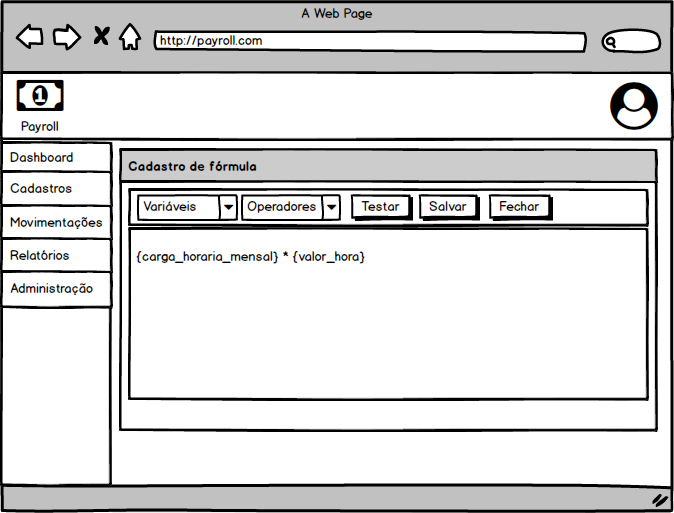 A Web Page
http://payroll.com
1
Payroll
Dashboard
Cadastros
Movimentações
Relatórios
Administração
Cadastro de fórmula
Variáveis Operadores Testar Salvar Fechar
{carga_horaria_mensal} * {valor_hora}